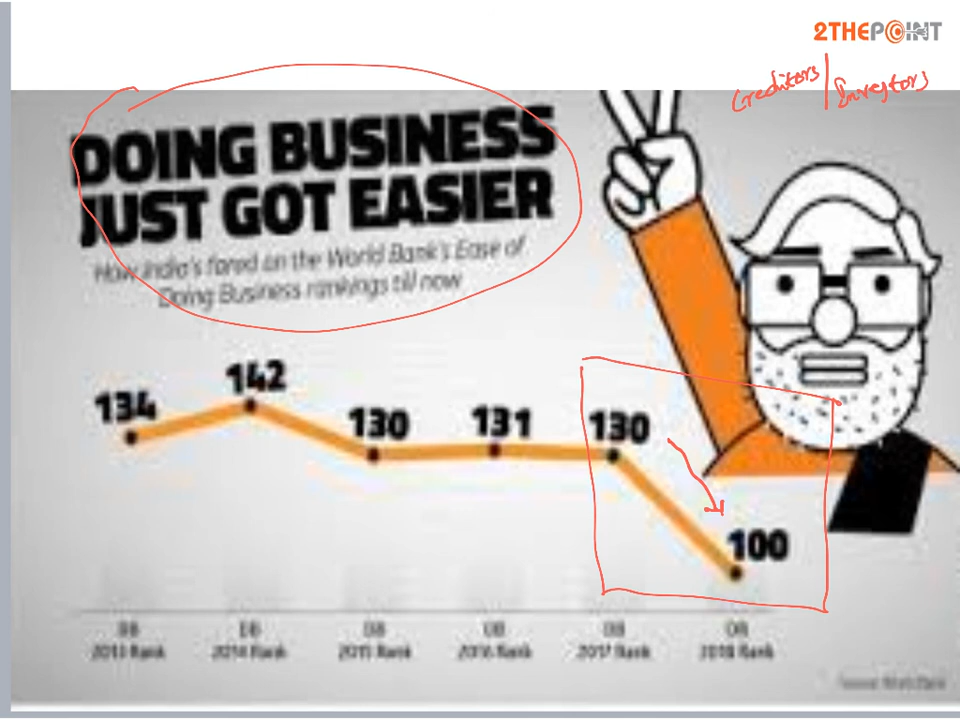 2THEPOINT
Creditors | Investors
DOING BUSINESS
JUST GOT EASIER
How India's fared on the World Bank's Ease of
Doing Business rankings till now
134
142
130
131
130
100
DB DB DB DB DB DB
2013 Rank 2014 Rank 2015 Rank 2016 Rank 2017 Rank 2018 Rank